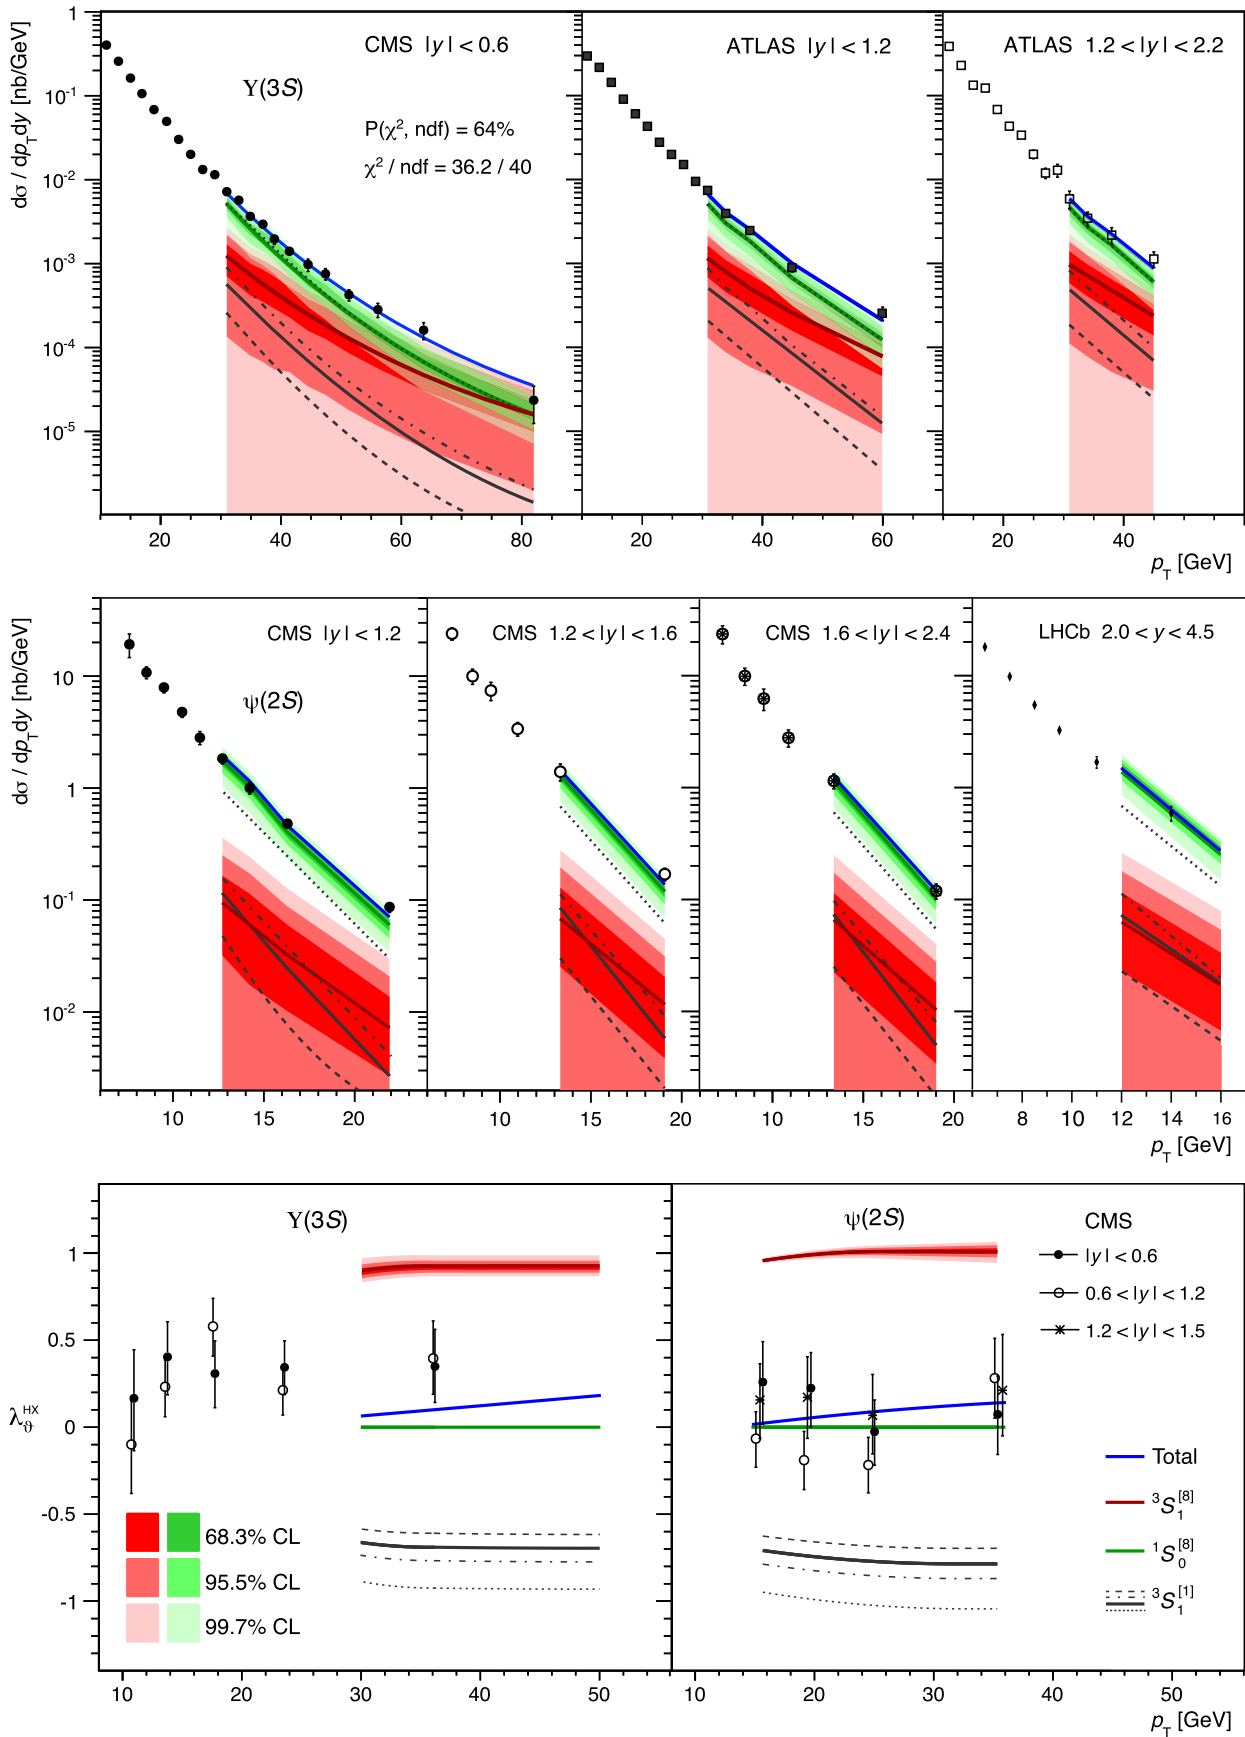 dσ / dp_T dy [nb/GeV]
1
10⁻¹
10⁻²
10⁻³
10⁻⁴
10⁻⁵
CMS |y| < 0.6
ϒ(3S)
P(χ², ndf) = 64%
χ² / ndf = 36.2 / 40
ATLAS |y| < 1.2
ATLAS 1.2 < |y| < 2.2
20 40 60 80 20 40 60 20 40
p_T [GeV]
dσ / dp_T dy [nb/GeV]
10
1
10⁻¹
10⁻²
CMS |y| < 1.2
ψ(2S)
CMS 1.2 < |y| < 1.6
CMS 1.6 < |y| < 2.4
LHCb 2.0 < y < 4.5
10 15 20 10 15 20 10 15 20 8 10 12 14 16
p_T [GeV]
λ_ϑ^HX
1
0.5
0
-0.5
-1
ϒ(3S)
68.3% CL
95.5% CL
99.7% CL
ψ(2S)
CMS
|y| < 0.6
0.6 < |y| < 1.2
1.2 < |y| < 1.5
Total
³S₁^[8]
¹S₀^[8]
³S₁^[1]
10 20 30 40 50 10 20 30 40 50
p_T [GeV]